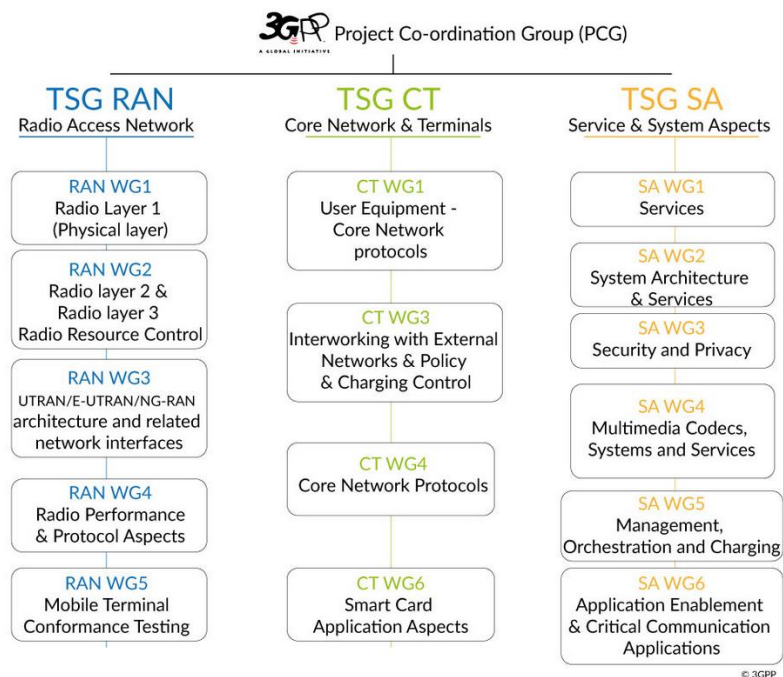 3GPP
A GLOBAL INITIATIVE
Project Co-ordination Group (PCG)
TSG RAN
Radio Access Network
RAN WG1
Radio Layer 1
(Physical layer)
RAN WG2
Radio layer 2 &
Radio layer 3
Radio Resource Control
RAN WG3
UTRAN/E-UTRAN/NG-RAN
architecture and related
network interfaces
RAN WG4
Radio Performance
& Protocol Aspects
RAN WG5
Mobile Terminal
Conformance Testing
TSG CT
Core Network & Terminals
CT WG1
User Equipment -
Core Network
protocols
CT WG3
Interworking with External
Networks & Policy
& Charging Control
CT WG4
Core Network Protocols
CT WG6
Smart Card
Application Aspects
TSG SA
Service & System Aspects
SA WG1
Services
SA WG2
System Architecture
& Services
SA WG3
Security and Privacy
SA WG4
Multimedia Codecs,
Systems and Services
SA WG5
Management,
Orchestration and Charging
SA WG6
Application Enablement
& Critical Communication
Applications
© 3GPP